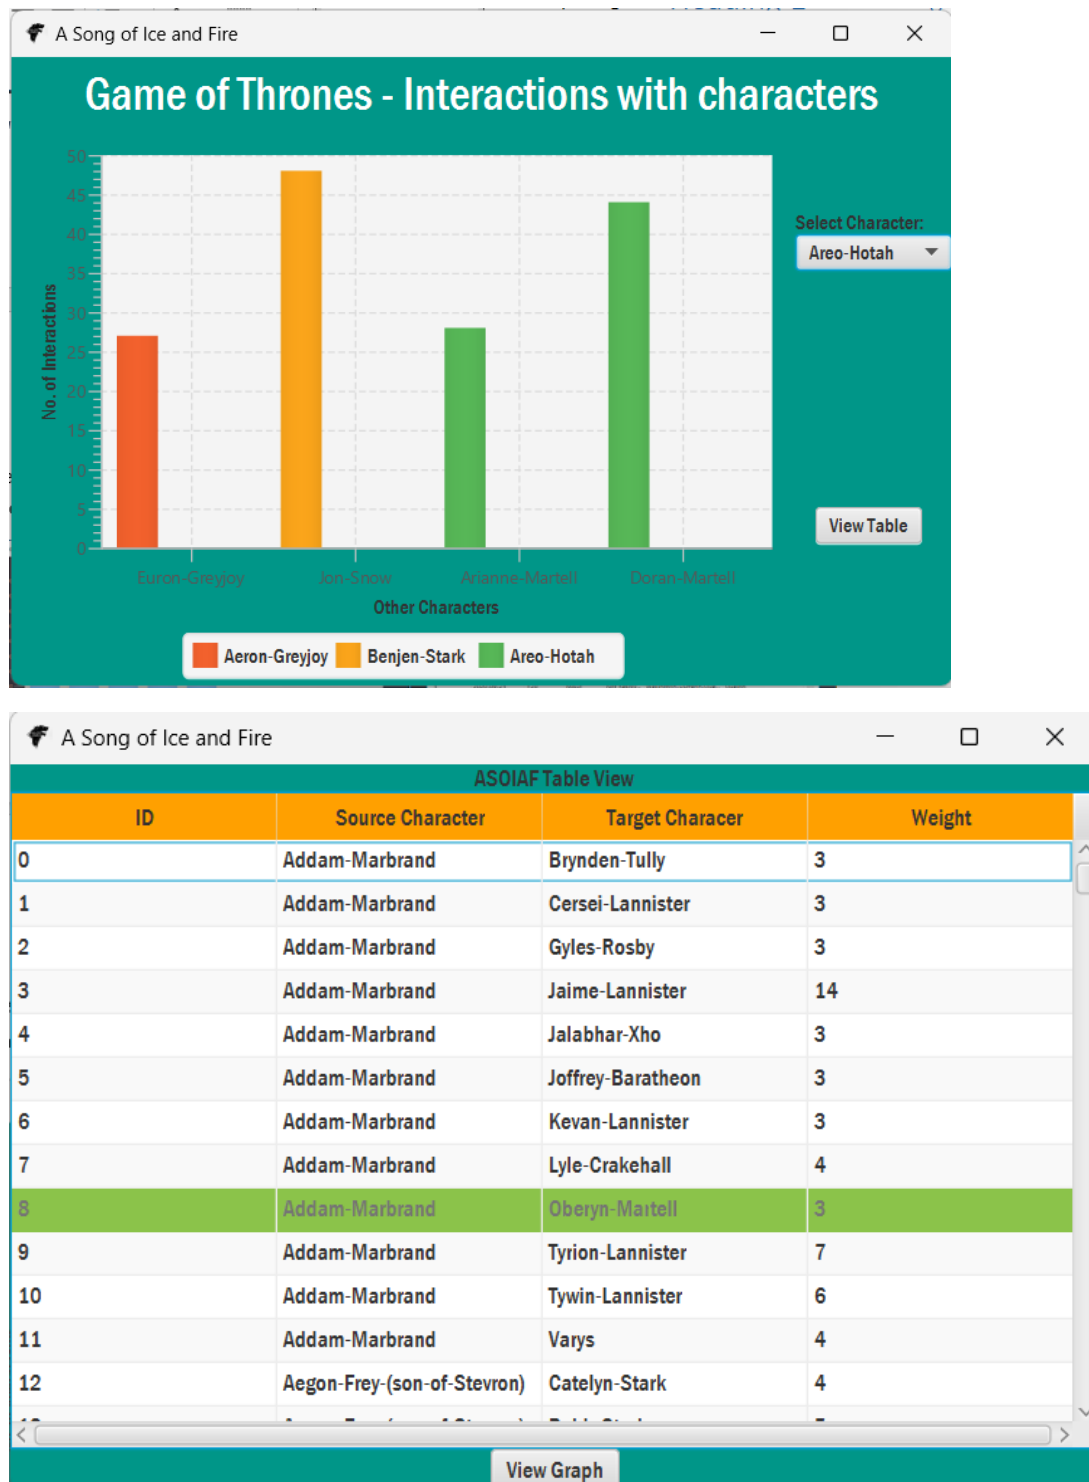 A Song of Ice and Fire
Game of Thrones - Interactions with characters
50
45
40
35
30
25
20
15
10
5
0
No. of Interactions
Euron-Greyjoy Jon-Snow Arianne-Martell Doran-Martell
Other Characters
Aeron-Greyjoy Benjen-Stark Areo-Hotah
Select Character:
Areo-Hotah
View Table
A Song of Ice and Fire
ASOIAF Table View
ID Source Character Target Characer Weight
0 Addam-Marbrand Brynden-Tully 3
1 Addam-Marbrand Cersei-Lannister 3
2 Addam-Marbrand Gyles-Rosby 3
3 Addam-Marbrand Jaime-Lannister 14
4 Addam-Marbrand Jalabhar-Xho 3
5 Addam-Marbrand Joffrey-Baratheon 3
6 Addam-Marbrand Kevan-Lannister 3
7 Addam-Marbrand Lyle-Crakehall 4
8 Addam-Marbrand Oberyn-Martell 3
9 Addam-Marbrand Tyrion-Lannister 7
10 Addam-Marbrand Tywin-Lannister 6
11 Addam-Marbrand Varys 4
12 Aegon-Frey-(son-of-Stevron) Catelyn-Stark 4
View Graph